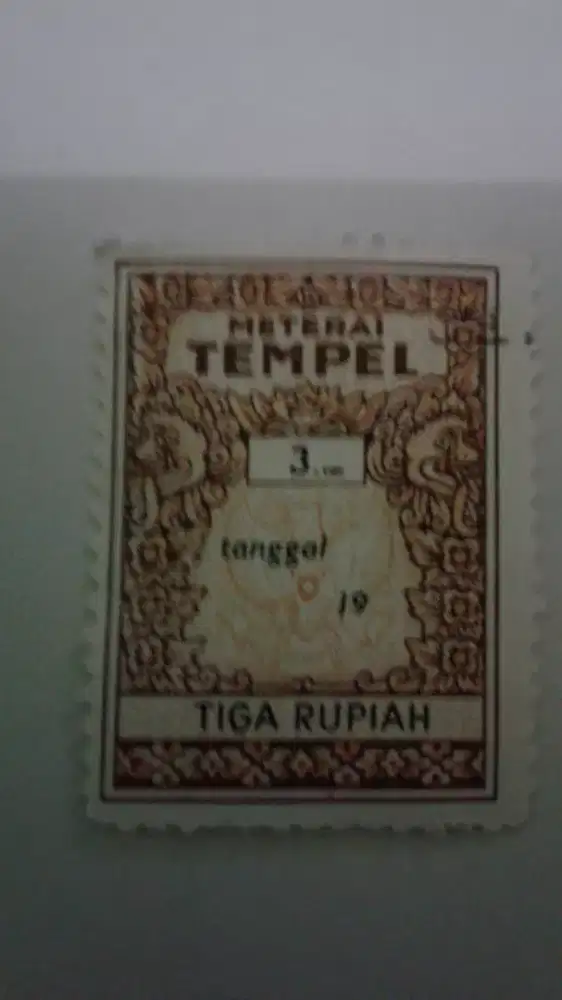 METERAI
TEMPEL
3
tanggal
19
TIGA RUPIAH